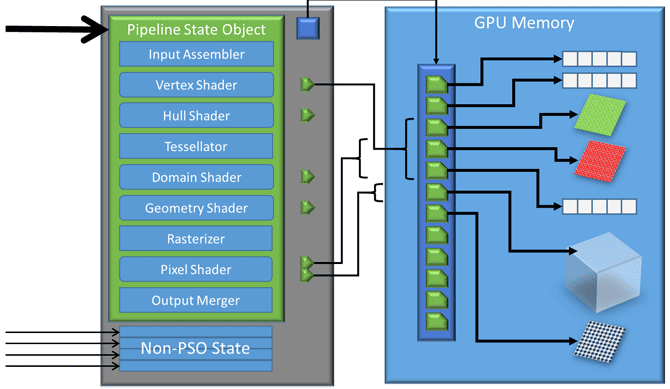 Pipeline State Object
Input Assembler
Vertex Shader
Hull Shader
Tessellator
Domain Shader
Geometry Shader
Rasterizer
Pixel Shader
Output Merger
Non-PSO State
GPU Memory